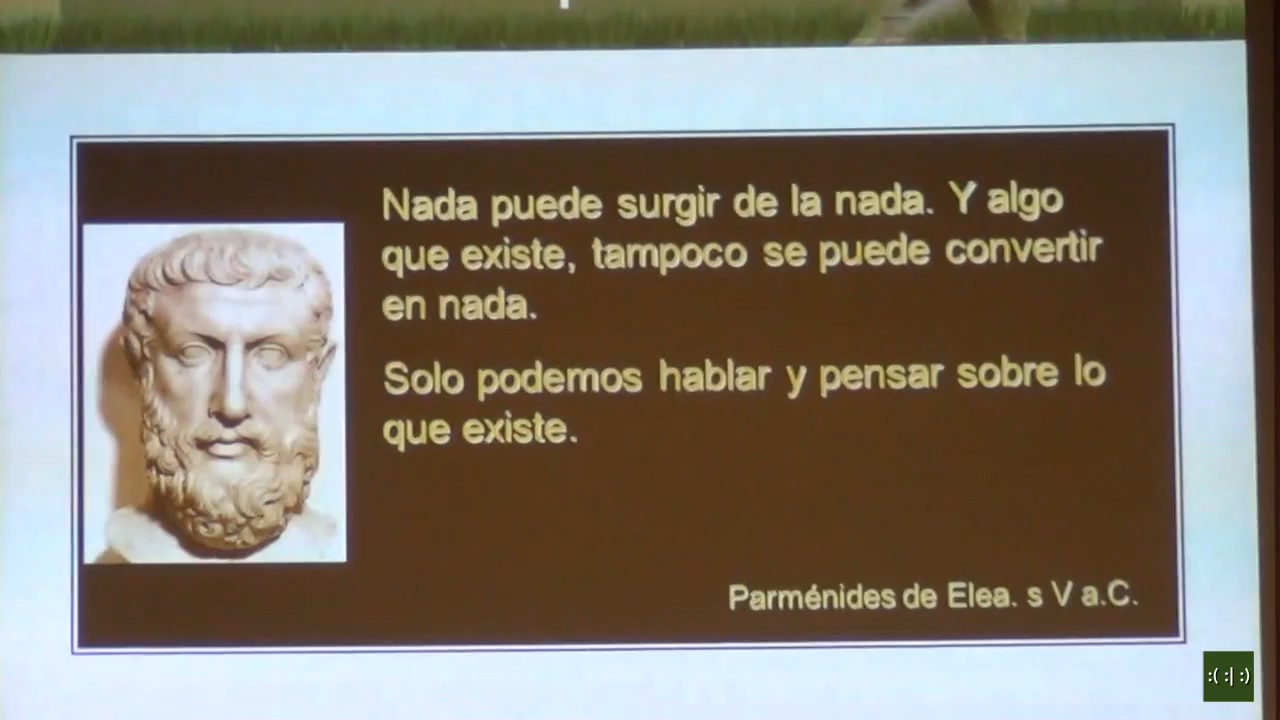 Nada puede surgir de la nada. Y algo
que existe, tampoco se puede convertir
en nada.
Solo podemos hablar y pensar sobre lo
que existe.
Parménides de Elea. s V a.C.
:( :| :)